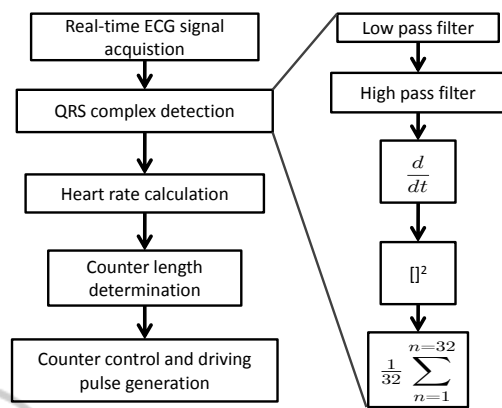 Real-time ECG signal
acquistion
QRS complex detection
Heart rate calculation
Counter length
determination
Counter control and driving
pulse generation
Low pass filter
High pass filter
d
dt
[]²
n=32
1/32 ∑
n=1